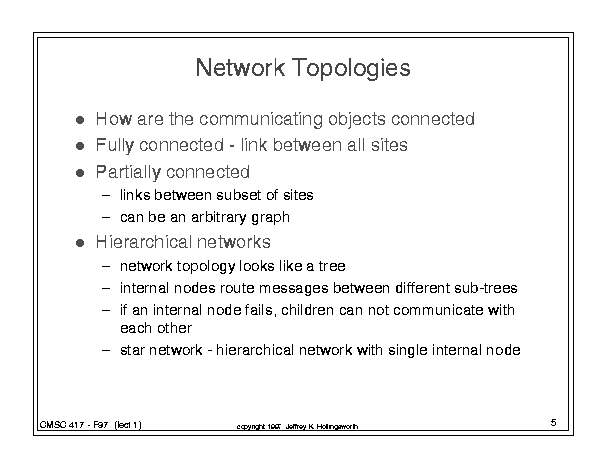 Network Topologies
● How are the communicating objects connected
● Fully connected - link between all sites
● Partially connected
– links between subset of sites
– can be an arbitrary graph
● Hierarchical networks
– network topology looks like a tree
– internal nodes route messages between different sub-trees
– if an internal node fails, children can not communicate with
each other
– star network - hierarchical network with single internal node
CMSC 417 - F97 (lect 1)
copyright 1997 Jeffrey K. Hollingsworth
5